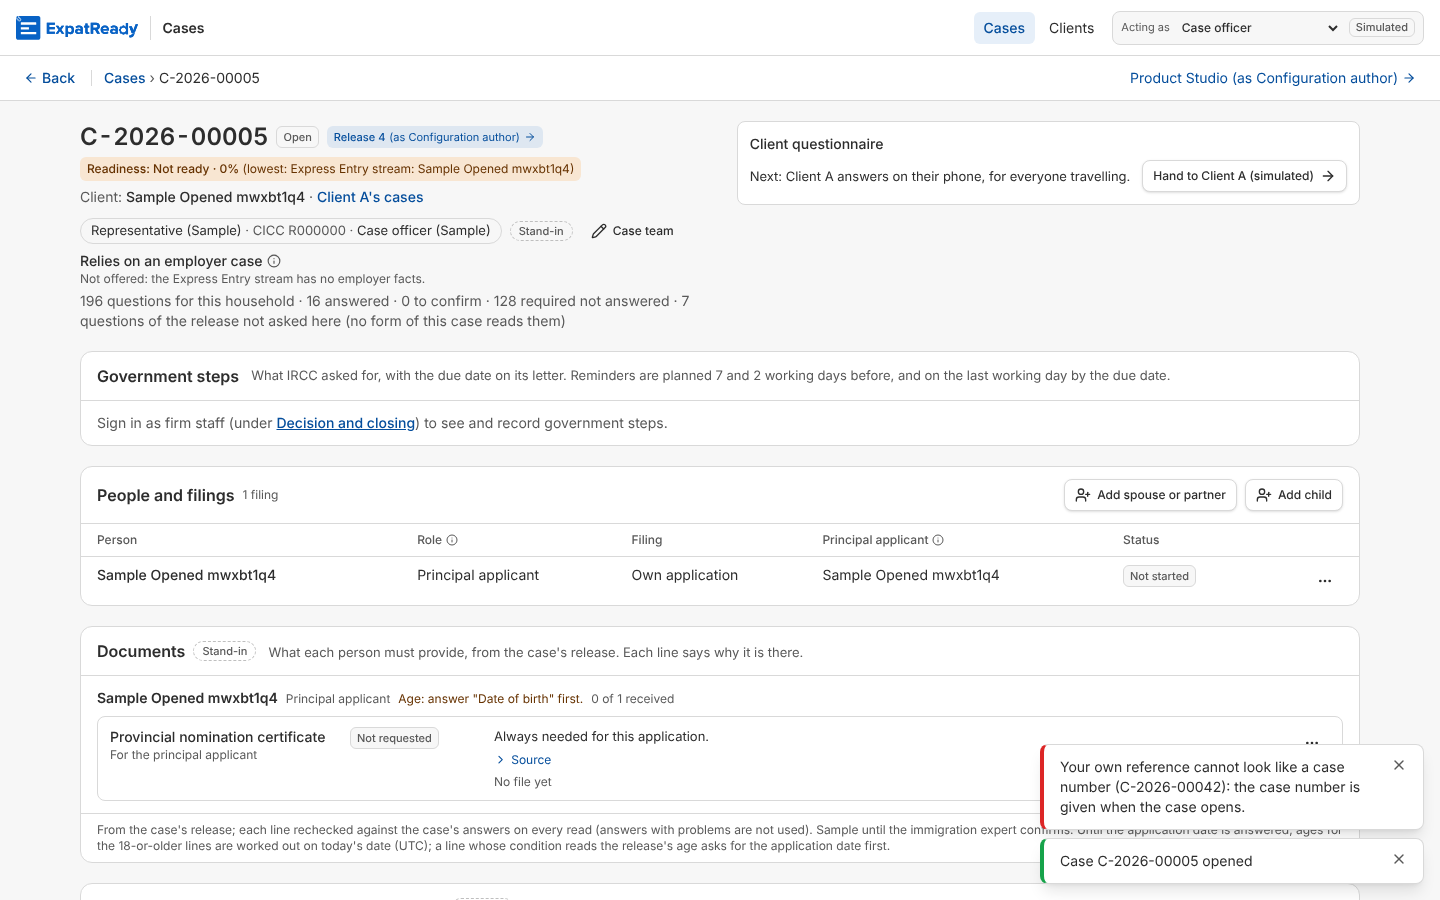 ExpatReady
Cases
Cases
Clients
Acting as Case officer
Simulated
Back
Cases › C-2026-00005
Product Studio (as Configuration author) →
C-2026-00005
Open
Release 4 (as Configuration author) →
Readiness: Not ready · 0% (lowest: Express Entry stream: Sample Opened mwxbt1q4)
Client: Sample Opened mwxbt1q4 · Client A's cases
Representative (Sample) · CICC R000000 · Case officer (Sample)
Stand-in
Case team
Relies on an employer case
Not offered: the Express Entry stream has no employer facts.
196 questions for this household · 16 answered · 0 to confirm · 128 required not answered · 7
questions of the release not asked here (no form of this case reads them)
Client questionnaire
Next: Client A answers on their phone, for everyone travelling.
Hand to Client A (simulated) →
Government steps
What IRCC asked for, with the due date on its letter. Reminders are planned 7 and 2 working days before, and on the last working day by the due date.
Sign in as firm staff (under Decision and closing) to see and record government steps.
People and filings
1 filing
Add spouse or partner
Add child
Person
Role
Filing
Principal applicant
Status
Sample Opened mwxbt1q4
Principal applicant
Own application
Sample Opened mwxbt1q4
Not started
Documents
Stand-in
What each person must provide, from the case's release. Each line says why it is there.
Sample Opened mwxbt1q4 Principal applicant Age: answer "Date of birth" first. 0 of 1 received
Provincial nomination certificate
For the principal applicant
Not requested
Always needed for this application.
Source
No file yet
From the case's release; each line rechecked against the case's answers on every read (answers with problems are not used). Sample until the immigration expert confirms. Until the application date is answered, ages for
the 18-or-older lines are worked out on today's date (UTC); a line whose condition reads the release's age asks for the application date first.
Your own reference cannot look like a case
number (C-2026-00042): the case number is
given when the case opens.
Case C-2026-00005 opened